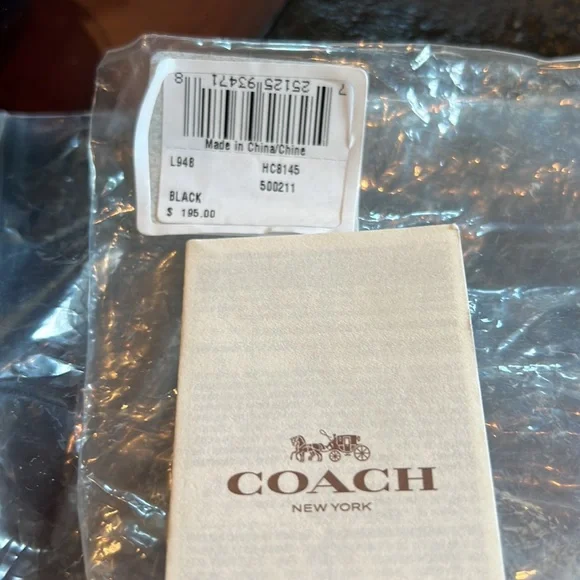 7 25125 93471 8
Made in China/Chine
L948 HC8145
500211
BLACK
$ 195.00
COACH
NEW YORK